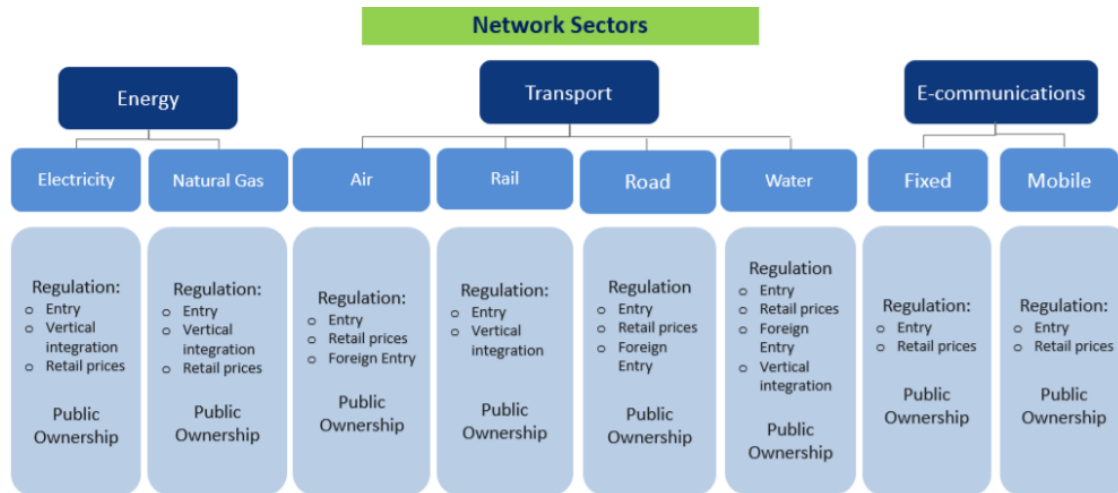 Network Sectors
Energy
Transport
E-communications
Electricity
Natural Gas
Air
Rail
Road
Water
Fixed
Mobile
Regulation:
o Entry
o Vertical
integration
o Retail prices
Public
Ownership
Regulation:
o Entry
o Vertical
integration
o Retail prices
Public
Ownership
Regulation:
o Entry
o Retail prices
o Foreign Entry
Public
Ownership
Regulation:
o Entry
o Vertical
integration
Public
Ownership
Regulation
o Entry
o Retail prices
o Foreign
Entry
Public
Ownership
Regulation
o Entry
o Retail prices
o Foreign
Entry
o Vertical
integration
Public
Ownership
Regulation:
o Entry
o Retail prices
Public
Ownership
Regulation:
o Entry
o Retail prices
Public
Ownership